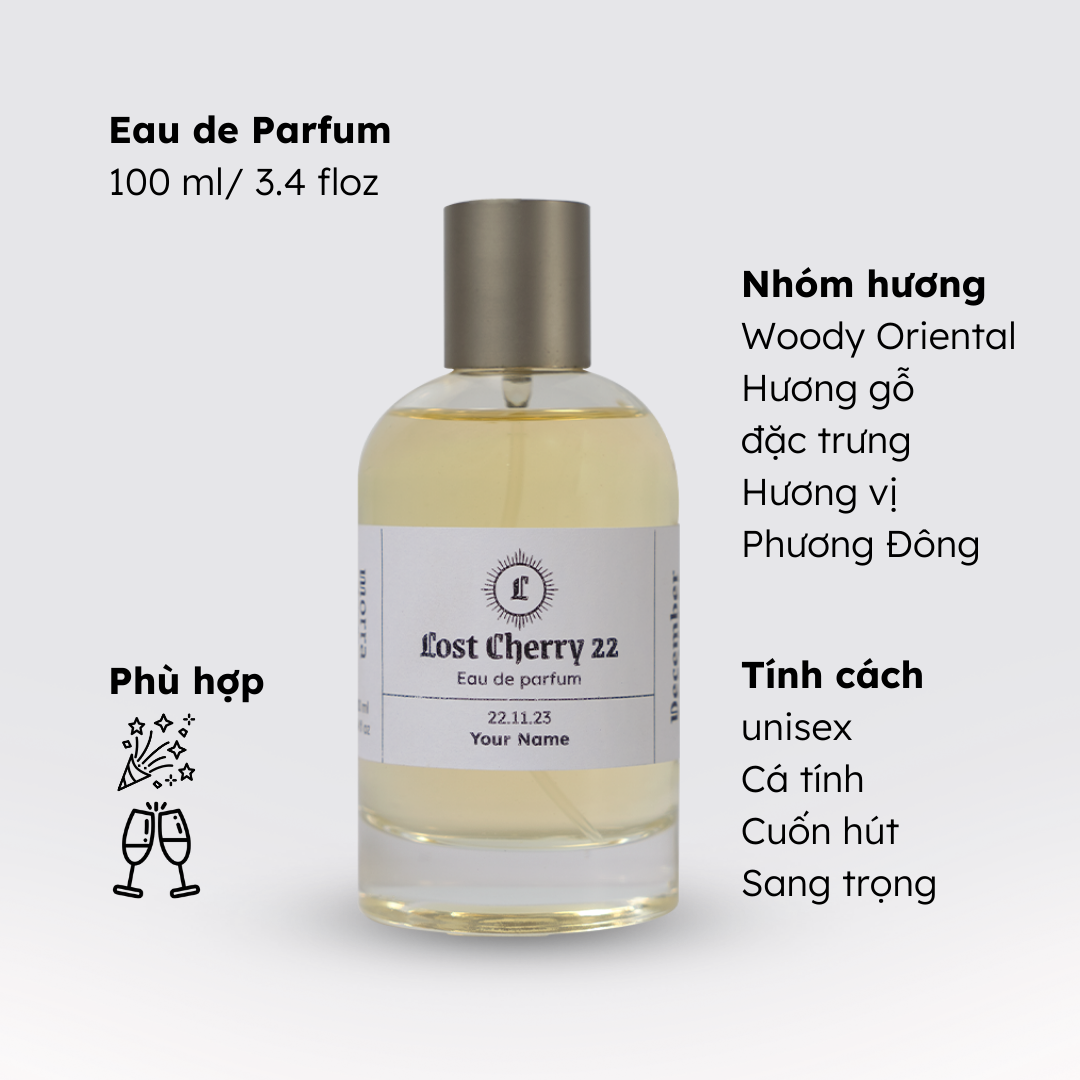 Eau de Parfum
100 ml/ 3.4 floz
Nhóm hương
Woody Oriental
Hương gỗ
đặc trưng
Hương vị
Phương Đông
Phù hợp
Tính cách
unisex
Cá tính
Cuốn hút
Sang trọng
L
Lost Cherry 22
Eau de parfum
22.11.23
Your Name
Morra
December